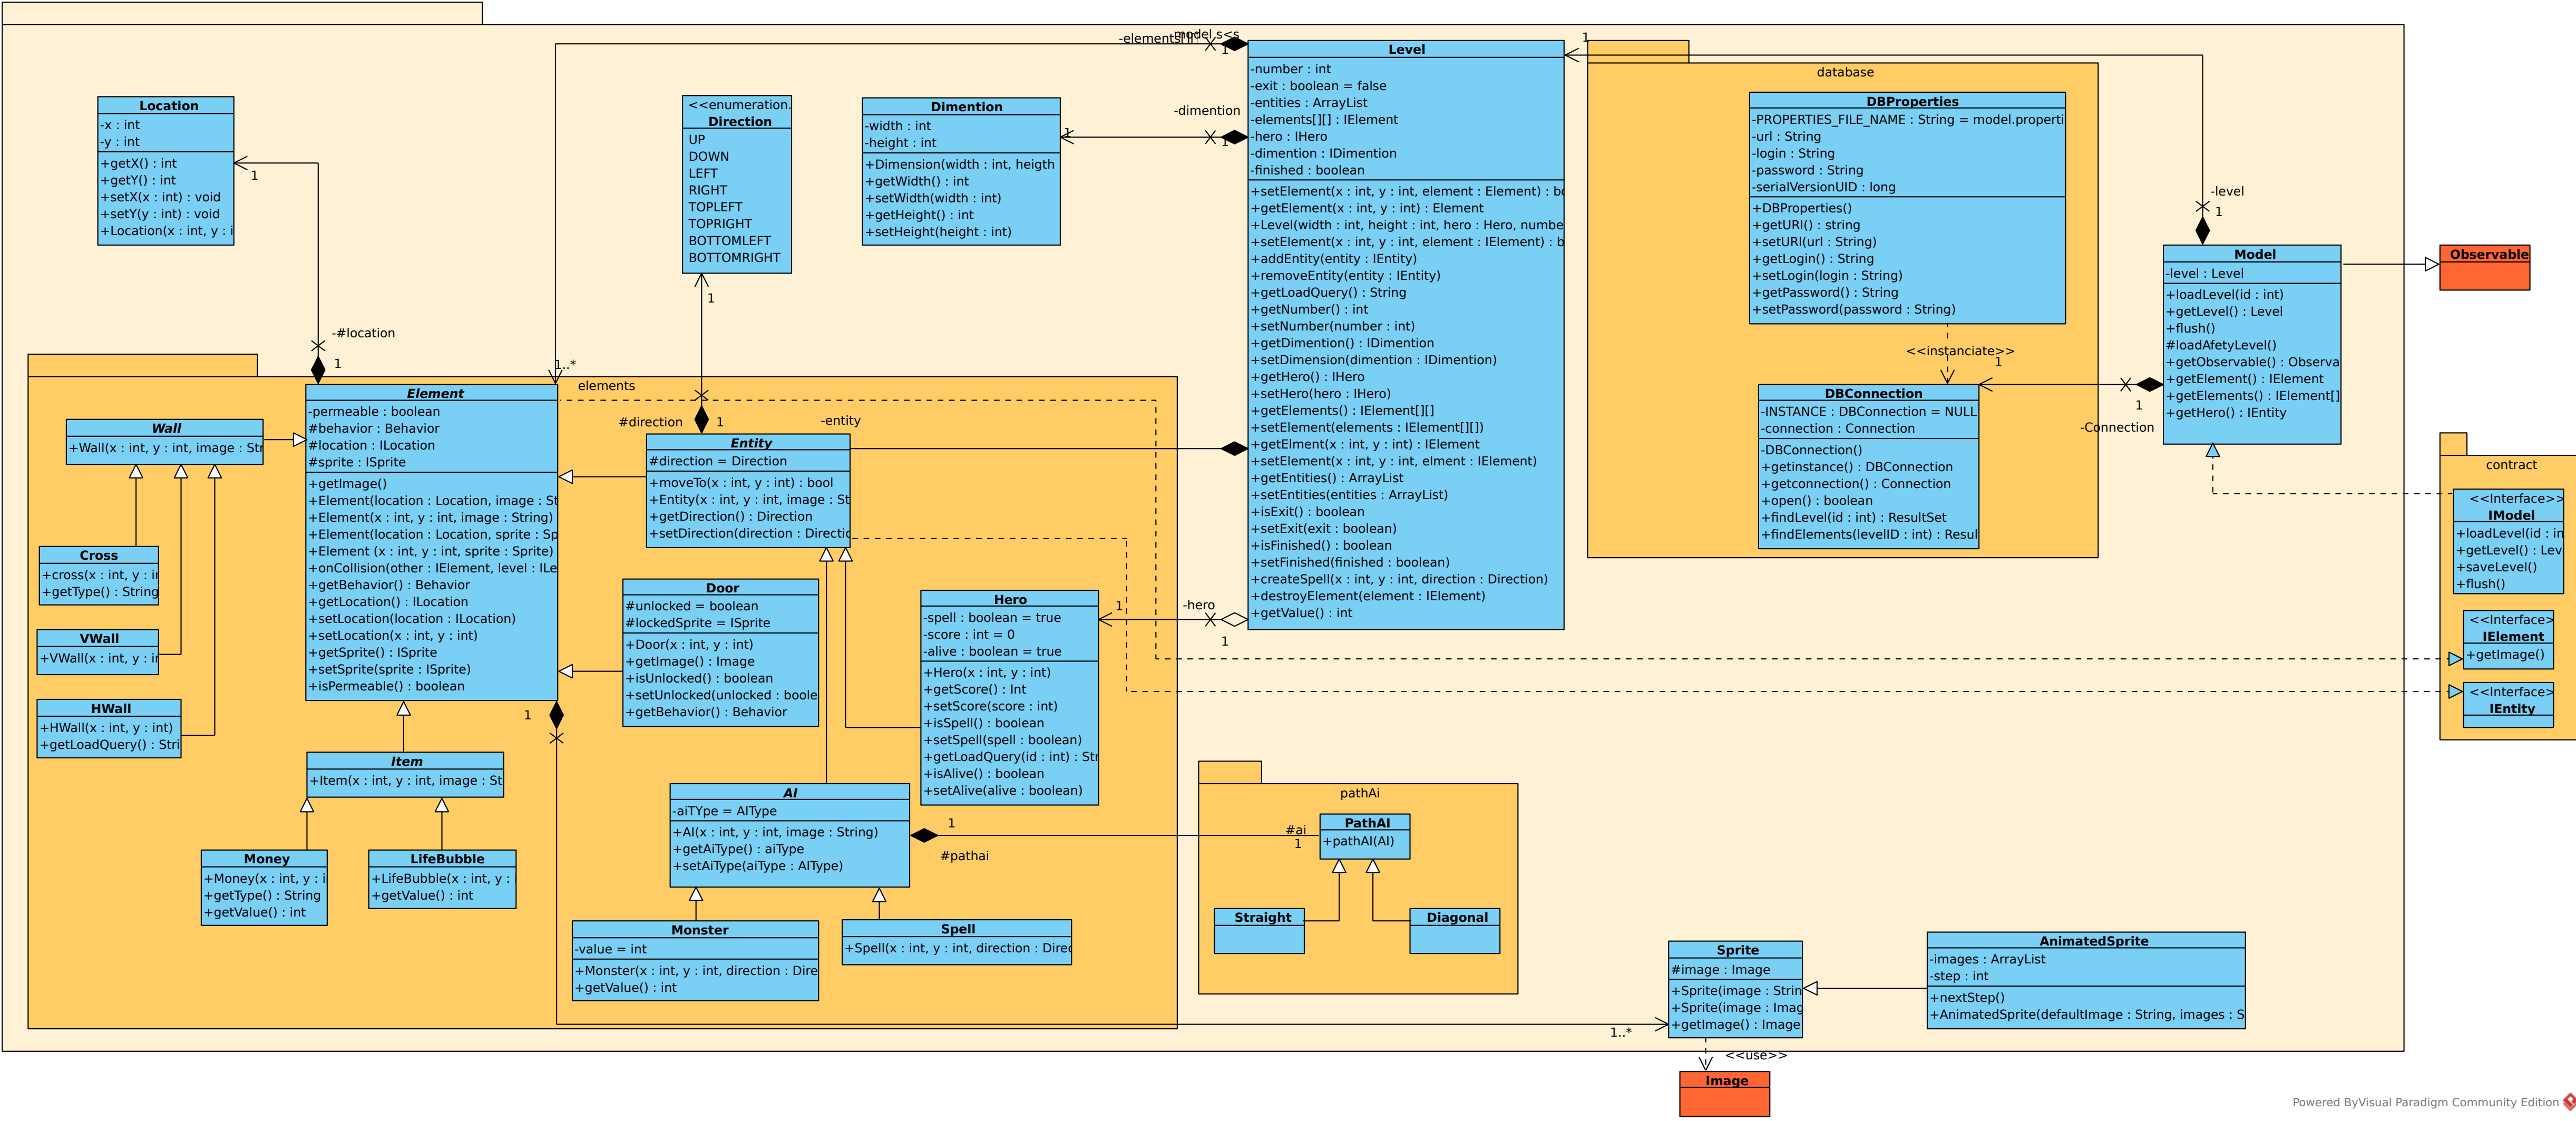 -elements[][]
model.s<s
1
1
-dimention
1
1
Location
-x : int
-y : int
+getX() : int
+getY() : int
+setX(x : int) : void
+setY(y : int) : void
+Location(x : int, y : i
1
-#location
1
<<enumeration.
Direction
UP
DOWN
LEFT
RIGHT
TOPLEFT
TOPRIGHT
BOTTOMLEFT
BOTTOMRIGHT
1
Dimention
-width : int
-height : int
+Dimension(width : int, heigth
+getWidth() : int
+setWidth(width : int)
+getHeight() : int
+setHeight(height : int)
Level
-number : int
-exit : boolean = false
-entities : ArrayList
-elements[][] : IElement
-hero : IHero
-dimention : IDimention
-finished : boolean
+setElement(x : int, y : int, element : Element) : bo
+getElement(x : int, y : int) : Element
+Level(width : int, height : int, hero : Hero, numbe
+setElement(x : int, y : int, element : IElement) : b
+addEntity(entity : IEntity)
+removeEntity(entity : IEntity)
+getLoadQuery() : String
+getNumber() : int
+setNumber(number : int)
+getDimention() : IDimention
+setDimension(dimention : IDimention)
+getHero() : IHero
+setHero(hero : IHero)
+getElements() : IElement[][]
+setElement(elements : IElement[][])
+getElment(x : int, y : int) : IElement
+setElement(x : int, y : int, elment : IElement)
+getEntities() : ArrayList
+setEntities(entities : ArrayList)
+isExit() : boolean
+setExit(exit : boolean)
+isFinished() : boolean
+setFinished(finished : boolean)
+createSpell(x : int, y : int, direction : Direction)
+destroyElement(element : IElement)
+getValue() : int
database
DBProperties
-PROPERTIES_FILE_NAME : String = model.properti
-url : String
-login : String
-password : String
-serialVersionUID : long
+DBProperties()
+getURl() : string
+setURl(url : String)
+getLogin() : String
+setLogin(login : String)
+getPassword() : String
+setPassword(password : String)
<<instanciate>>
1
DBConnection
-INSTANCE : DBConnection = NULL
-connection : Connection
-DBConnection()
+getinstance() : DBConnection
+getconnection() : Connection
+open() : boolean
+findLevel(id : int) : ResultSet
+findElements(levelID : int) : Resul
1
-Connection
-level
1
Model
-level : Level
+loadLevel(id : int)
+getLevel() : Level
+flush()
#loadAfetyLevel()
+getObservable() : Observa
+getElement() : IElement
+getElements() : IElement[]
+getHero() : IEntity
Observable
contract
<<Interface>>
IModel
+loadLevel(id : in
+getLevel() : Lev
+saveLevel()
+flush()
<<Interface>
IElement
+getImage()
<<Interface>
IEntity
1..*
elements
Element
-permeable : boolean
#behavior : Behavior
#location : ILocation
#sprite : ISprite
+getImage()
+Element(location : Location, image : St
+Element(x : int, y : int, image : String)
+Element(location : Location, sprite : Sp
+Element (x : int, y : int, sprite : Sprite)
+onCollision(other : IElement, level : ILe
+getBehavior() : Behavior
+getLocation() : ILocation
+setLocation(location : ILocation)
+setLocation(x : int, y : int)
+getSprite() : ISprite
+setSprite(sprite : ISprite)
+isPermeable() : boolean
1
Wall
+Wall(x : int, y : int, image : Str
Cross
+cross(x : int, y : in
+getType() : String
VWall
+VWall(x : int, y : in
HWall
+HWall(x : int, y : int)
+getLoadQuery() : Stri
#direction
1
-entity
Entity
#direction = Direction
+moveTo(x : int, y : int) : bool
+Entity(x : int, y : int, image : St
+getDirection() : Direction
+setDirection(direction : Directic
Door
#unlocked = boolean
#lockedSprite = ISprite
+Door(x : int, y : int)
+getImage() : Image
+isUnlocked() : boolean
+setUnlocked(unlocked : boole
+getBehavior() : Behavior
Hero
-spell : boolean = true
-score : int = 0
-alive : boolean = true
+Hero(x : int, y : int)
+getScore() : Int
+setScore(score : int)
+isSpell() : boolean
+setSpell(spell : boolean)
+getLoadQuery(id : int) : Str
+isAlive() : boolean
+setAlive(alive : boolean)
1
-hero
1
Item
+Item(x : int, y : int, image : St
Money
+Money(x : int, y : i
+getType() : String
+getValue() : int
LifeBubble
+LifeBubble(x : int, y :
+getValue() : int
AI
-aiTYpe = AIType
+AI(x : int, y : int, image : String)
+getAiType() : aiType
+setAiType(aiType : AIType)
1
#pathai
Monster
-value = int
+Monster(x : int, y : int, direction : Dire
+getValue() : int
Spell
+Spell(x : int, y : int, direction : Direc
pathAi
#ai
1
PathAI
+pathAI(AI)
Straight
Diagonal
Sprite
#image : Image
+Sprite(image : Strin
+Sprite(image : Imag
+getImage() : Image
1..*
AnimatedSprite
-images : ArrayList
-step : int
+nextStep()
+AnimatedSprite(defaultImage : String, images : S
<<use>>
Image
Powered ByVisual Paradigm Community Edition